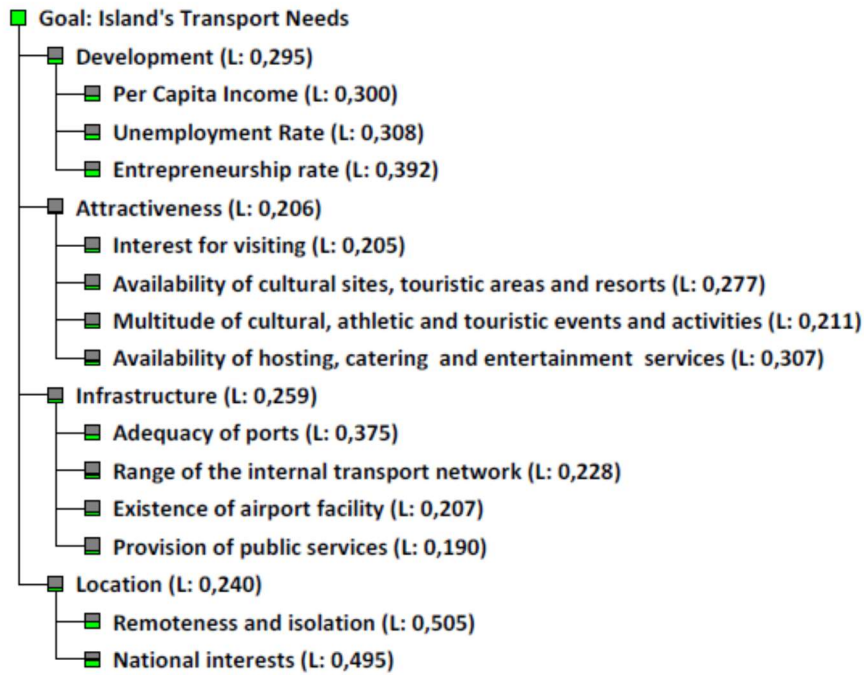 Goal: Island's Transport Needs
Development (L: 0,295)
Per Capita Income (L: 0,300)
Unemployment Rate (L: 0,308)
Entrepreneurship rate (L: 0,392)
Attractiveness (L: 0,206)
Interest for visiting (L: 0,205)
Availability of cultural sites, touristic areas and resorts (L: 0,277)
Multitude of cultural, athletic and touristic events and activities (L: 0,211)
Availability of hosting, catering and entertainment services (L: 0,307)
Infrastructure (L: 0,259)
Adequacy of ports (L: 0,375)
Range of the internal transport network (L: 0,228)
Existence of airport facility (L: 0,207)
Provision of public services (L: 0,190)
Location (L: 0,240)
Remoteness and isolation (L: 0,505)
National interests (L: 0,495)